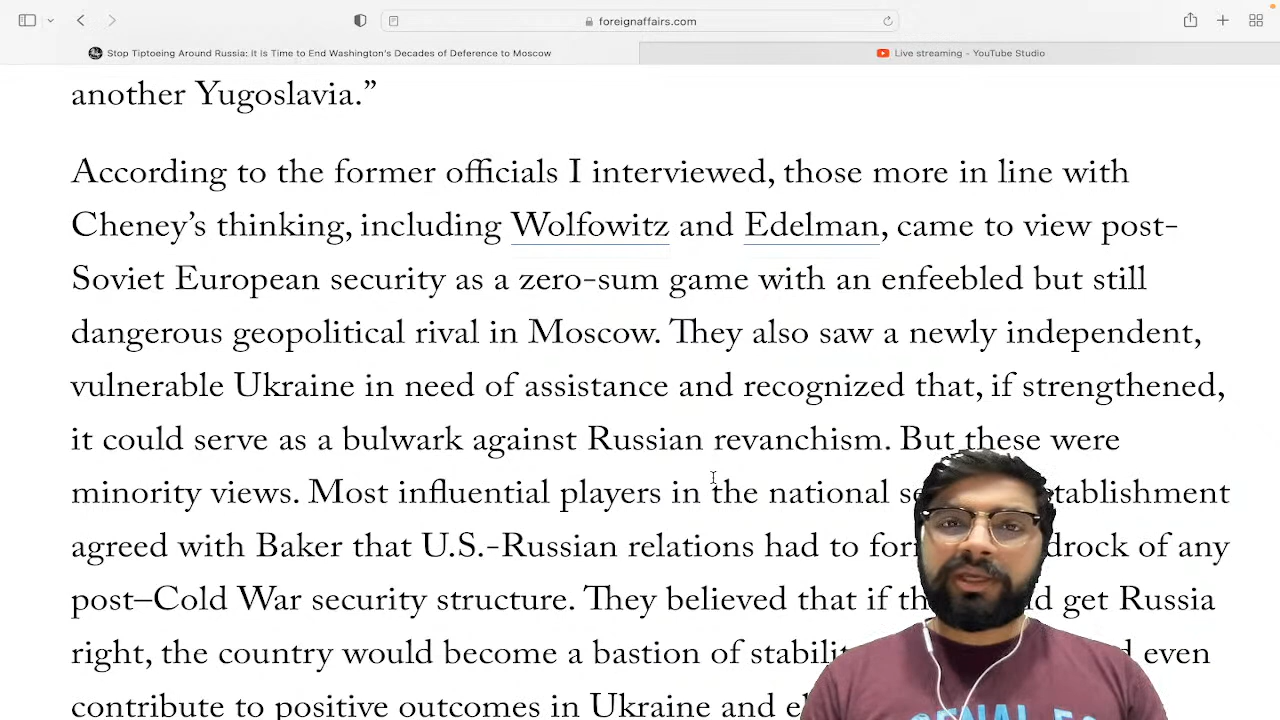 foreignaffairs.com
Stop Tiptoeing Around Russia: It Is Time to End Washington's Decades of Deference to Moscow
Live streaming - YouTube Studio
another Yugoslavia.”
According to the former officials I interviewed, those more in line with
Cheney’s thinking, including Wolfowitz and Edelman, came to view post-
Soviet European security as a zero-sum game with an enfeebled but still
dangerous geopolitical rival in Moscow. They also saw a newly independent,
vulnerable Ukraine in need of assistance and recognized that, if strengthened,
it could serve as a bulwark against Russian revanchism. But these were
minority views. Most influential players in the national
agreed with Baker that U.S.-Russian relations had to of any
post–Cold War security structure. They believed that if get Russia
right, the country would become a bastion of even
contribute to positive outcomes in Ukraine and